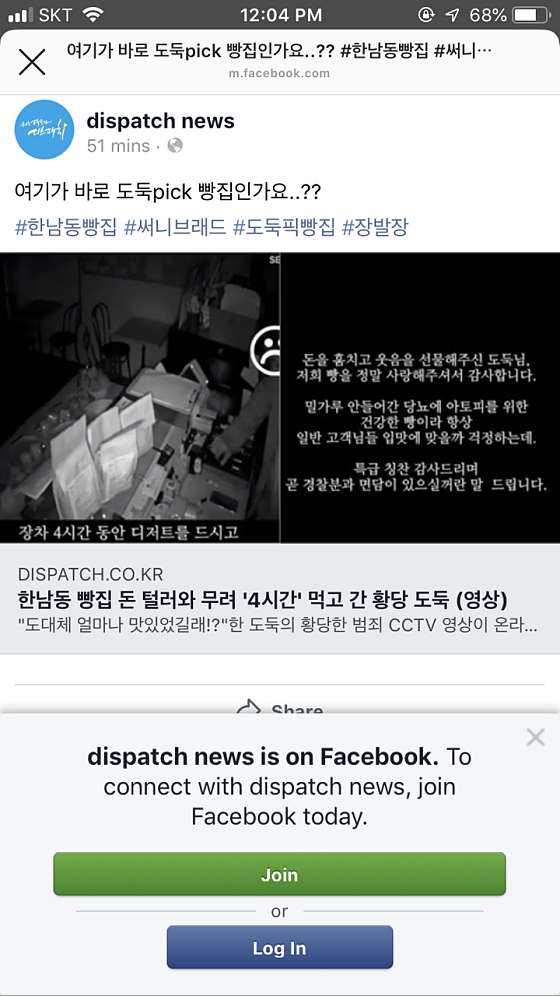 SKT 12:04 PM 68%
여기가 바로 도둑pick 빵집인가요..?? #한남동빵집 #써니…
m.facebook.com
dispatch news
51 mins ·
여기가 바로 도둑pick 빵집인가요..??
#한남동빵집 #써니브래드 #도둑픽빵집 #장발장
돈을 훔치고 웃음을 선물해주신 도둑님,
저희 빵을 정말 사랑해주셔서 감사합니다.
밀가루 안들어간 당뇨에 아토피를 위한
건강한 빵이라 항상
일반 고객님들 입맛에 맞을까 걱정하는데.
특급 칭찬 감사드리며
곧 경찰분과 면담이 있으실꺼란 말 드립니다.
장차 4시간 동안 디저트를 드시고
DISPATCH.CO.KR
한남동 빵집 돈 털러와 무려 '4시간' 먹고 간 황당 도둑 (영상)
"도대체 얼마나 맛있었길래!?"한 도둑의 황당한 범죄 CCTV 영상이 온라...
Share
dispatch news is on Facebook. To
connect with dispatch news, join
Facebook today.
Join
or
Log In